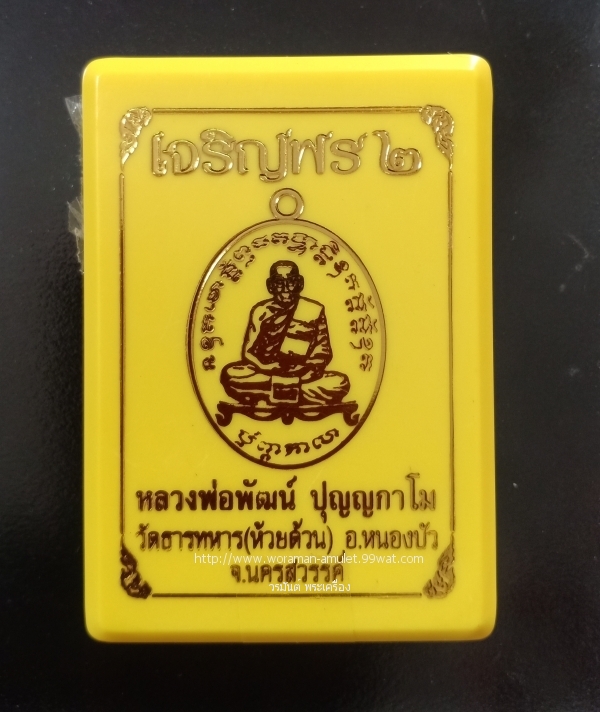 เจริญพร ๒
หลวงพ่อพัฒน์ ปุญญกาโม
วัดธารทหาร(ห้วยด้วน) อ.หนองบัว
http://www.woraman-amulet.99wat.com
จ.นครสวรรค์
วรมันต์ พระเครื่อง